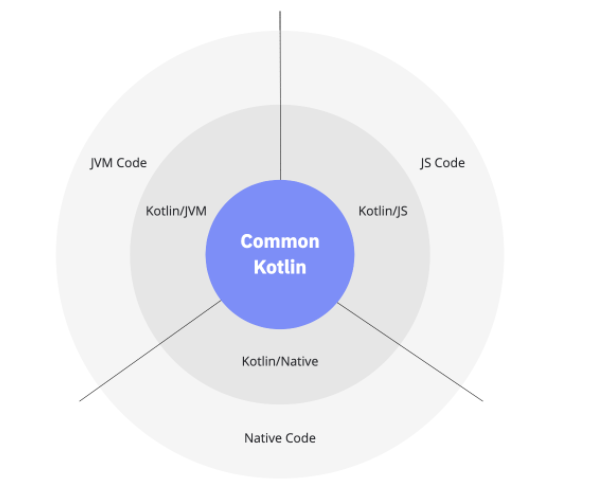 JVM Code
JS Code
Kotlin/JVM
Kotlin/JS
Common
Kotlin
Kotlin/Native
Native Code